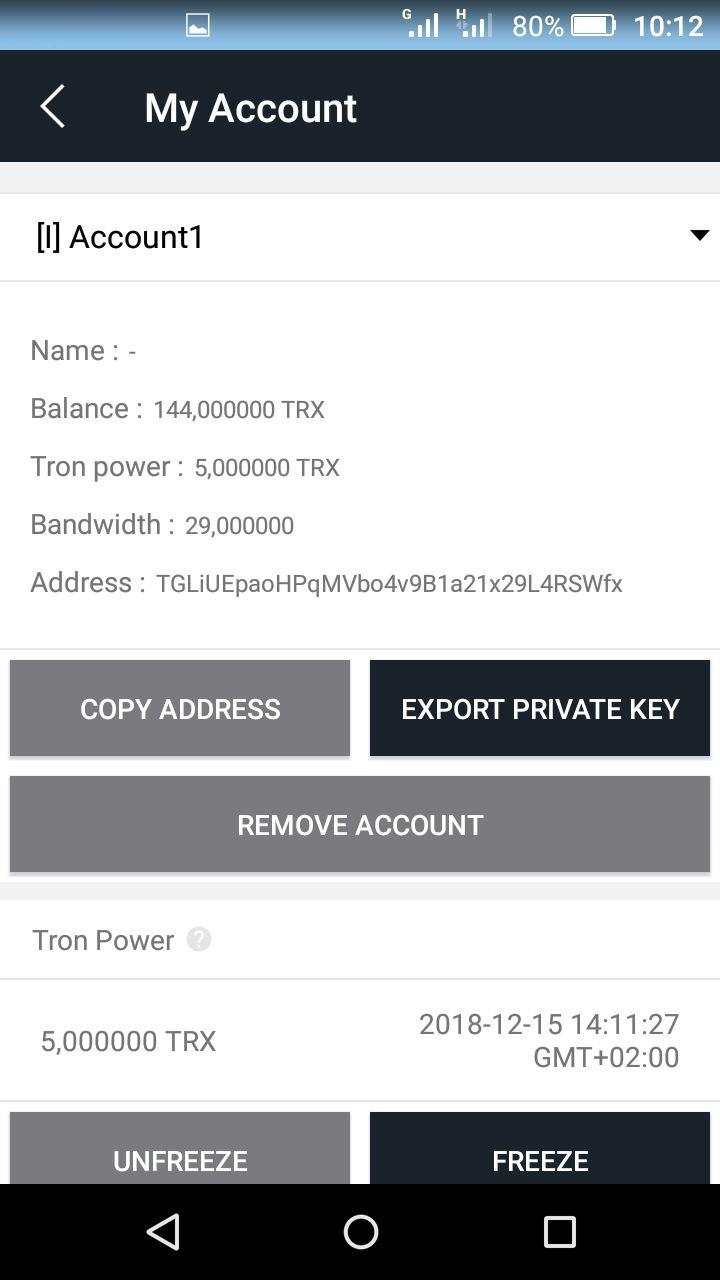 G H 80% 10:12
My Account
[I] Account1
Name : -
Balance : 144,000000 TRX
Tron power : 5,000000 TRX
Bandwidth : 29,000000
Address : TGLiUEpaoHPqMVbo4v9B1a21x29L4RSWfx
COPY ADDRESS EXPORT PRIVATE KEY
REMOVE ACCOUNT
Tron Power ?
5,000000 TRX 2018-12-15 14:11:27
GMT+02:00
UNFREEZE FREEZE